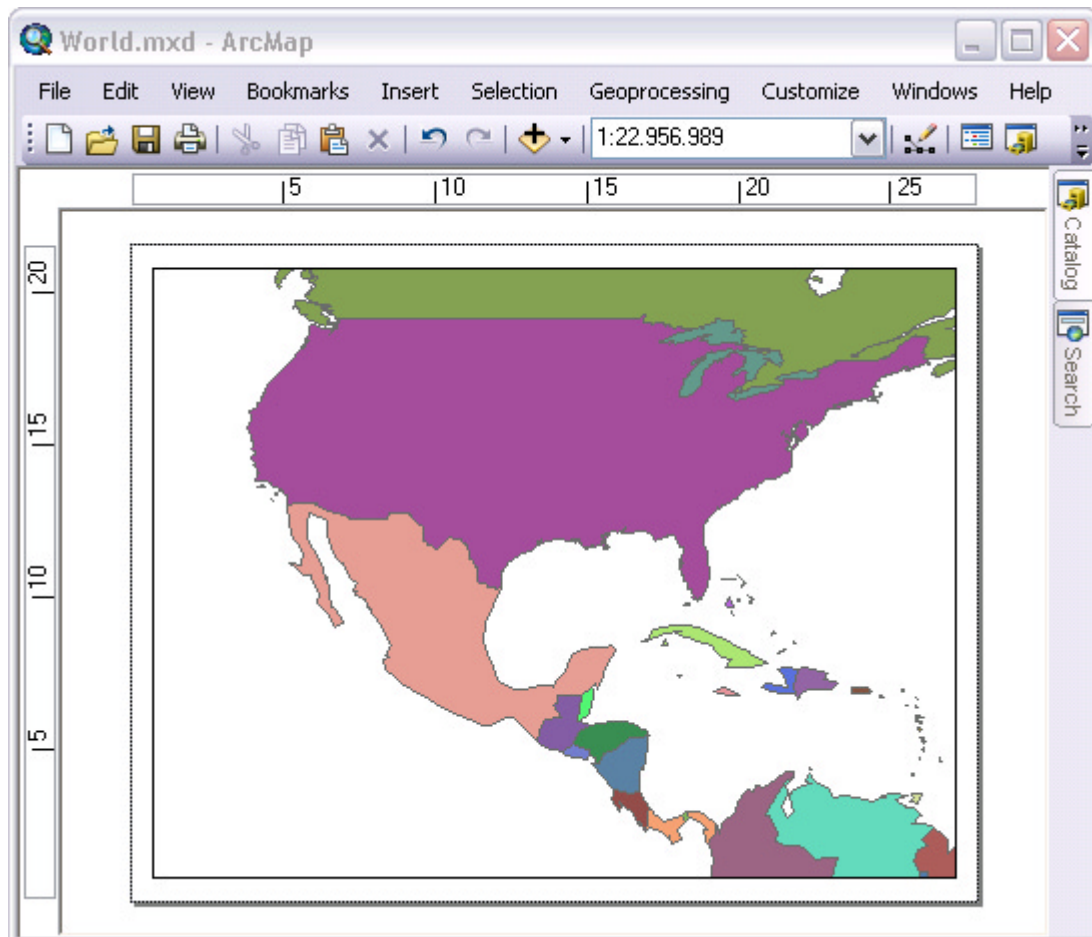 World.mxd - ArcMap
File Edit View Bookmarks Insert Selection Geoprocessing Customize Windows Help
1:22.956.989
5 10 15 20 25
20
15
10
5
Catalog
Search